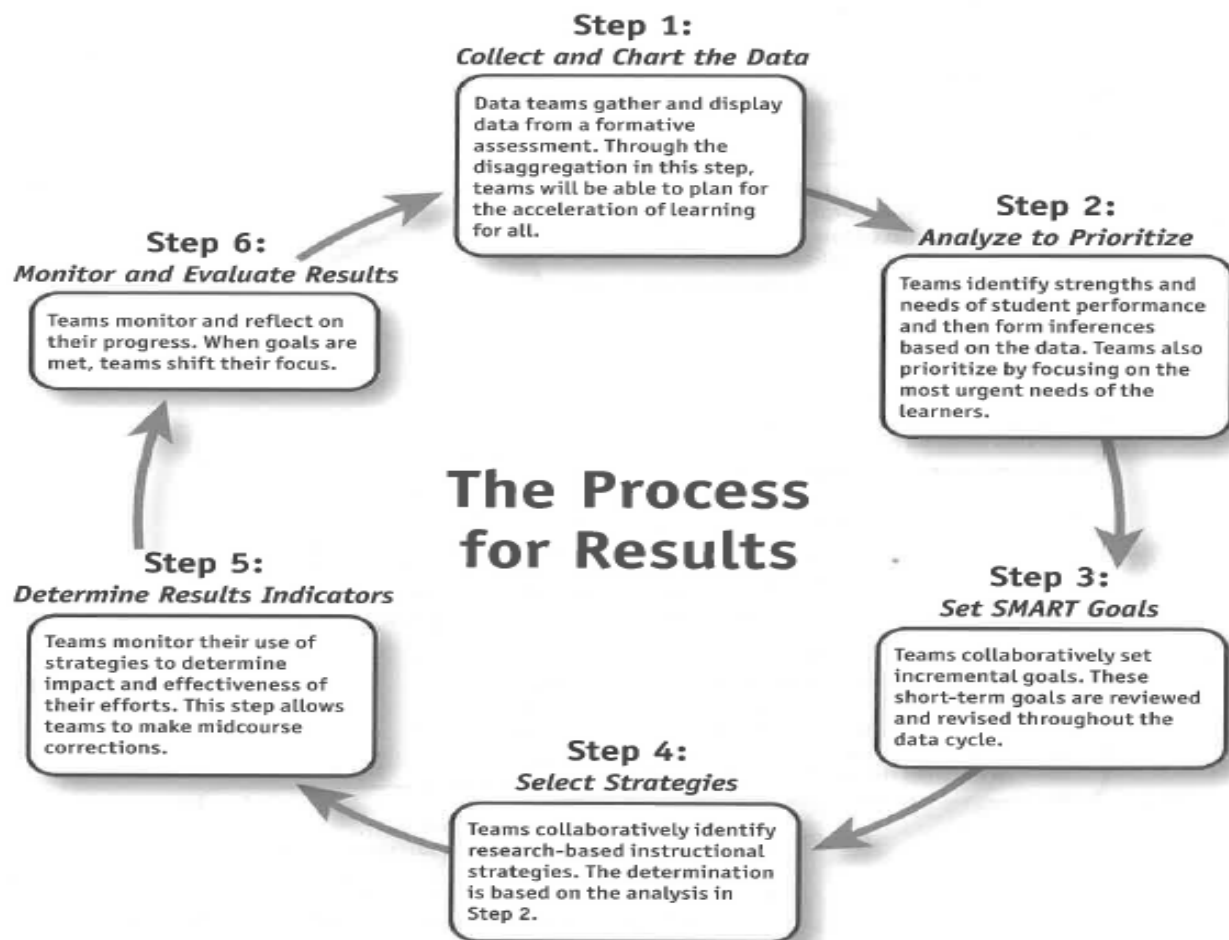 Step 1:
Collect and Chart the Data
Data teams gather and display
data from a formative
assessment. Through the
disaggregation in this step,
teams will be able to plan for
the acceleration of learning
for all.
Step 2:
Analyze to Prioritize
Teams identify strengths and
needs of student performance
and then form inferences
based on the data. Teams also
prioritize by focusing on the
most urgent needs of the
learners.
Step 3:
Set SMART Goals
Teams collaboratively set
incremental goals. These
short-term goals are reviewed
and revised throughout the
data cycle.
Step 4:
Select Strategies
Teams collaboratively identify
research-based instructional
strategies. The determination
is based on the analysis in
Step 2.
Step 5:
Determine Results Indicators
Teams monitor their use of
strategies to determine
impact and effectiveness of
their efforts. This step allows
teams to make midcourse
corrections.
Step 6:
Monitor and Evaluate Results
Teams monitor and reflect on
their progress. When goals are
met, teams shift their focus.
The Process
for Results